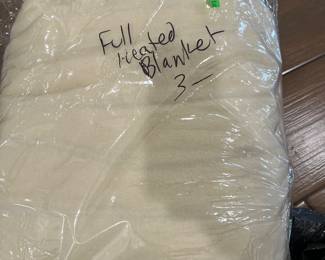 Full
Heated
Blanket
3-